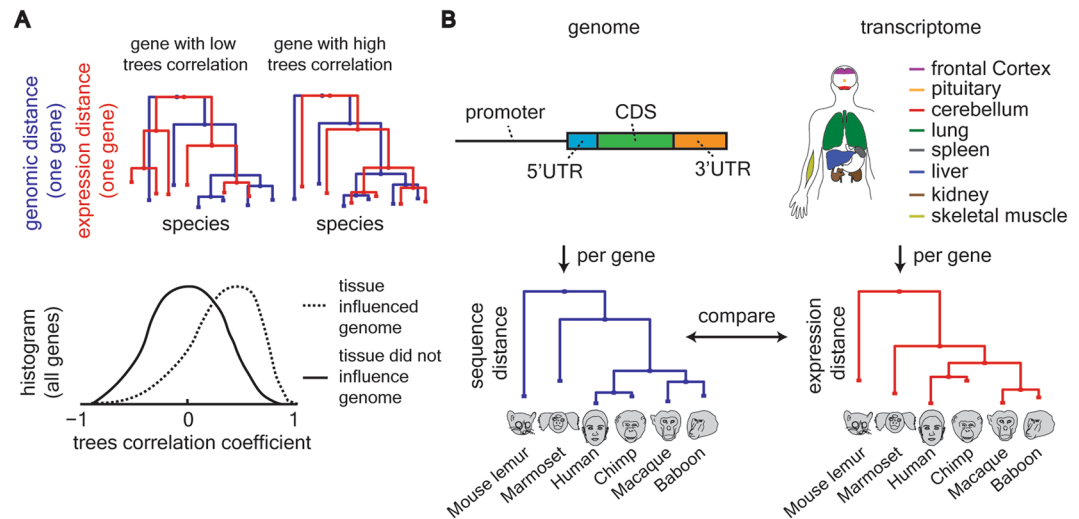 A
gene with low
trees correlation
gene with high
trees correlation
genomic distance
(one gene)
expression distance
(one gene)
species
species
histogram
(all genes)
tissue
influenced
genome
tissue did not
influence
genome
−1
0
1
trees correlation coefficient
B
genome
promoter
CDS
5'UTR
3'UTR
transcriptome
frontal Cortex
pituitary
cerebellum
lung
spleen
liver
kidney
skeletal muscle
per gene
per gene
sequence
distance
compare
expression
distance
Mouse lemur
Marmoset
Human
Chimp
Macaque
Baboon
Mouse lemur
Marmoset
Human
Chimp
Macaque
Baboon